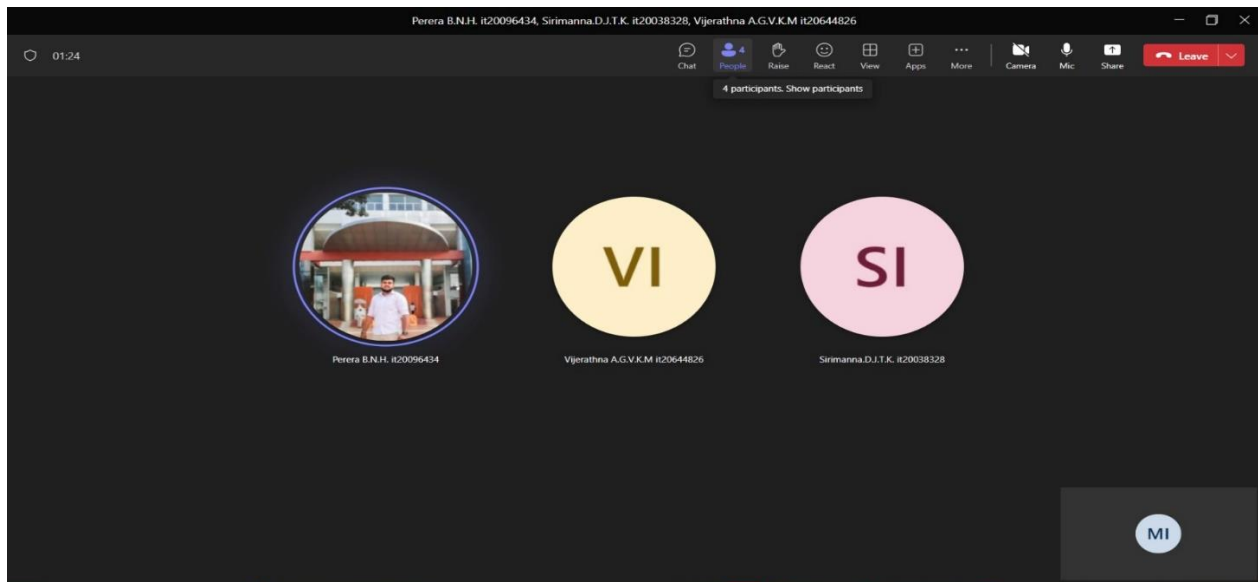 Perera B.N.H. it20096434, Sirimanna.D.J.T.K. it20038328, Vijerathna A.G.V.K.M it20644826
01:24
4
Chat People Raise React View Apps More Camera Mic Share Leave
4 participants. Show participants
VI SI
Perera B.N.H. it20096434 Vijerathna A.G.V.K.M it20644826 Sirimanna.D.J.T.K. it20038328
MI